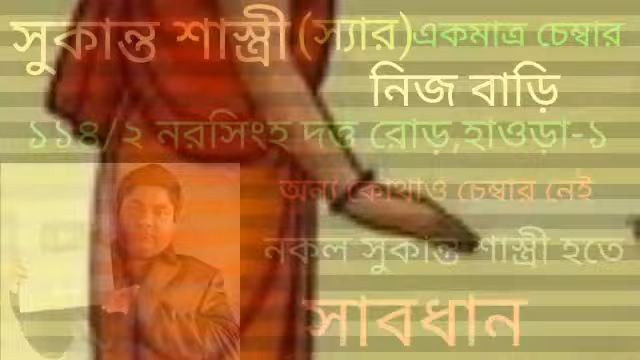 সুকান্ত শাস্ত্রী (স্যার) একমাত্র চেম্বার
নিজ বাড়ি
১১৪/২ নরসিংহ দত্ত রোড়,হাওড়া-১
অন্য কোথাও চেম্বার নেই
নকল সুকান্ত শাস্ত্রী হতে
সাবধান